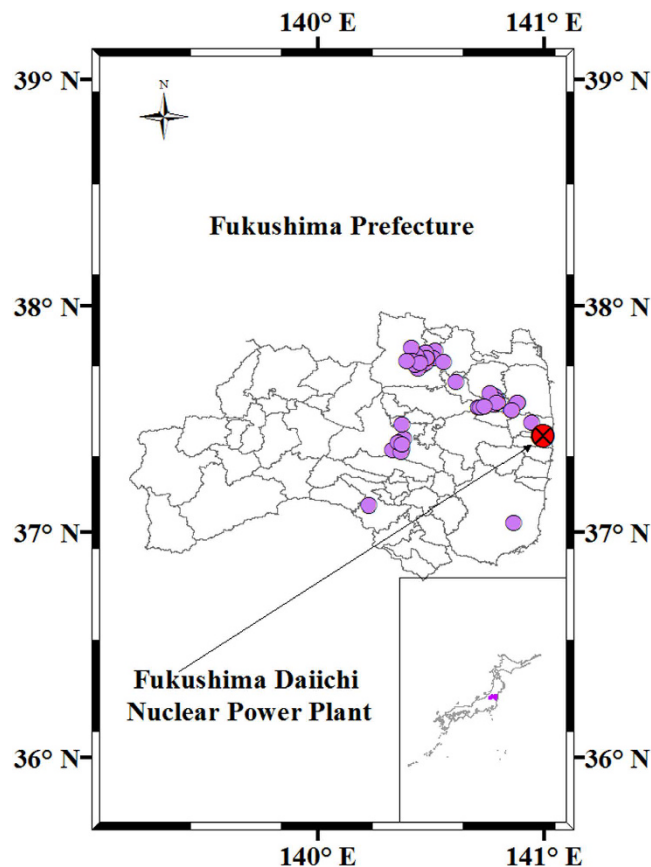 140° E 141° E
39° N 39° N
N
Fukushima Prefecture
38° N 38° N
37° N 37° N
Fukushima Daiichi
Nuclear Power Plant
36° N 36° N
140° E 141° E